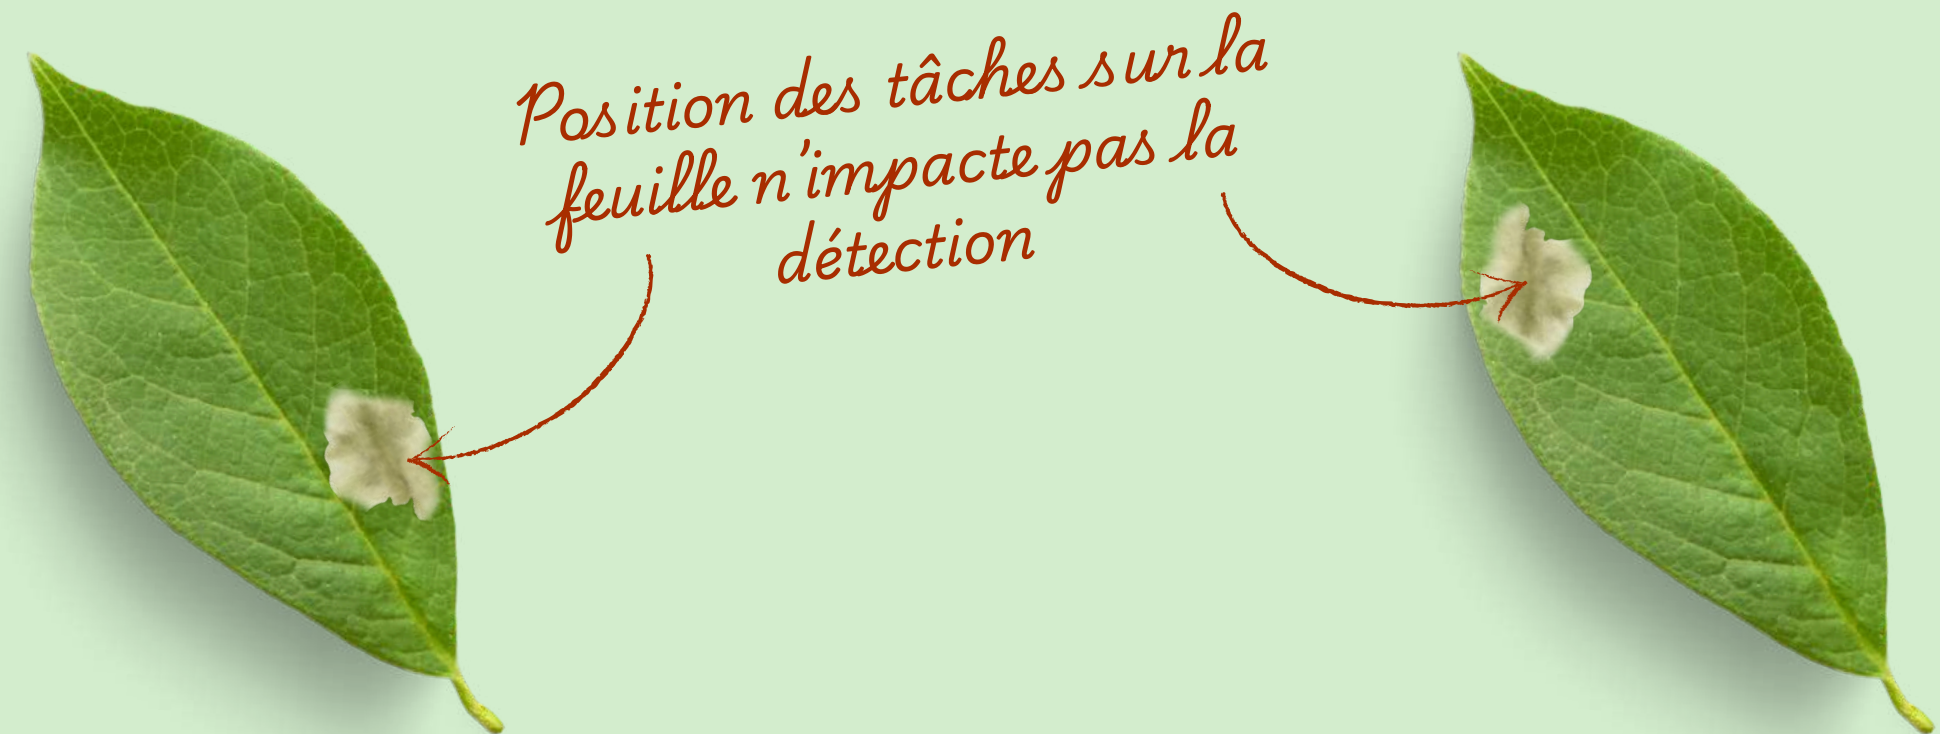 Position des tâches sur la
feuille n'impacte pas la
détection